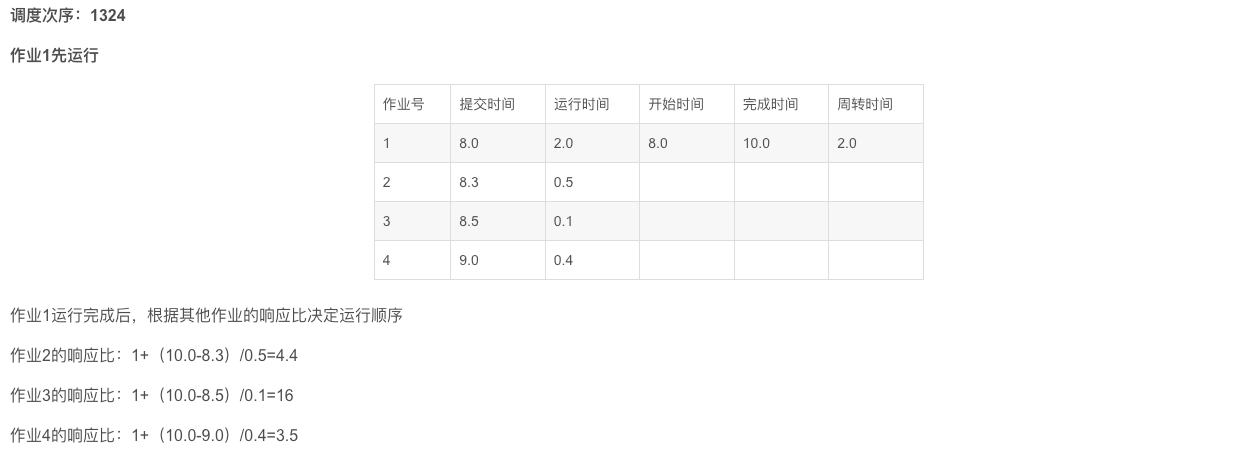 调度次序：1324
作业1先运行
作业号 提交时间 运行时间 开始时间 完成时间 周转时间
1 8.0 2.0 8.0 10.0 2.0
2 8.3 0.5
3 8.5 0.1
4 9.0 0.4
作业1运行完成后，根据其他作业的响应比决定运行顺序
作业2的响应比：1+（10.0-8.3）/0.5=4.4
作业3的响应比：1+（10.0-8.5）/0.1=16
作业4的响应比：1+（10.0-9.0）/0.4=3.5